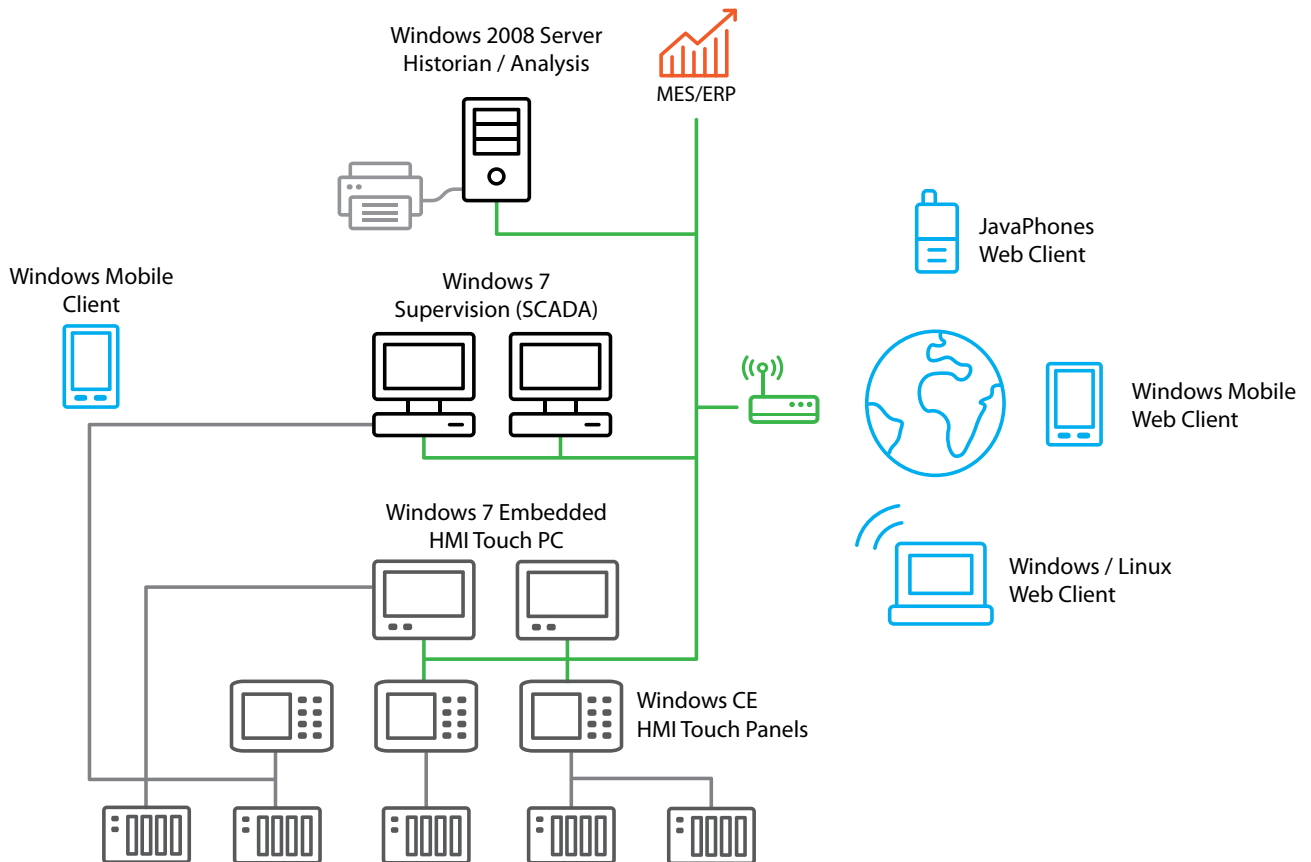 Windows 2008 Server
Historian / Analysis
MES/ERP
JavaPhones
Web Client
Windows Mobile
Client
Windows 7
Supervision (SCADA)
Windows Mobile
Web Client
Windows 7 Embedded
HMI Touch PC
Windows / Linux
Web Client
Windows CE
HMI Touch Panels